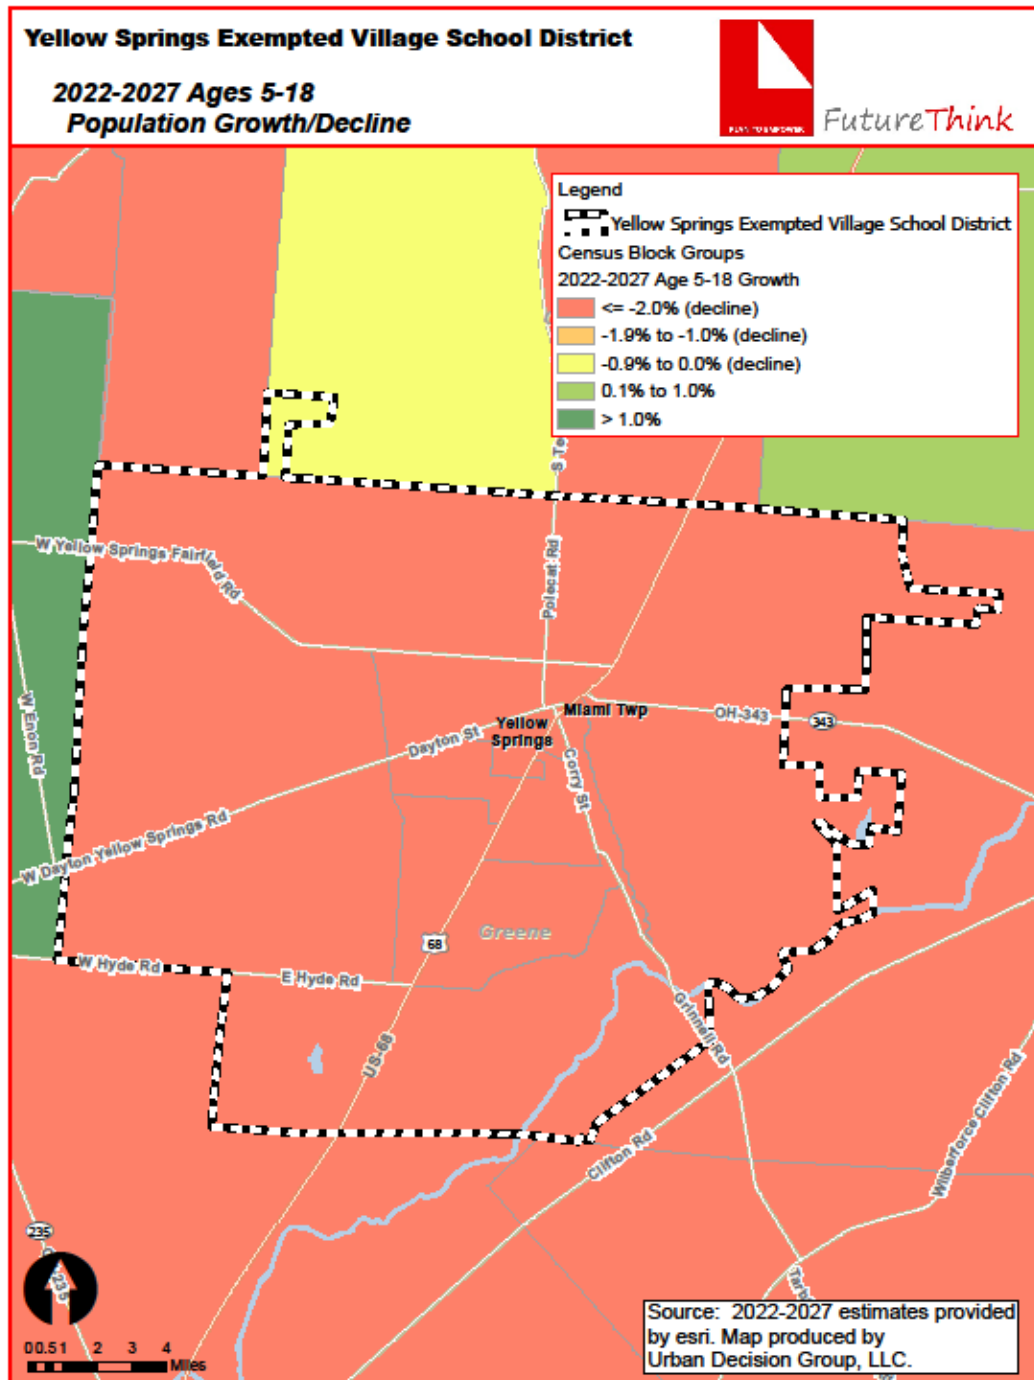 Yellow Springs Exempted Village School District
2022-2027 Ages 5-18
Population Growth/Decline
PLAN TO EMPOWER
FutureThink
Legend
Yellow Springs Exempted Village School District
Census Block Groups
2022-2027 Age 5-18 Growth
<= -2.0% (decline)
-1.9% to -1.0% (decline)
-0.9% to 0.0% (decline)
0.1% to 1.0%
> 1.0%
S Te
W Yellow Springs Fairfield Rd
Polecat Rd
W Enon Rd
Miami Twp
Yellow
Springs
OH-343
343
Dayton St
Corry St
W Dayton Yellow Springs Rd
Greene
68
W Hyde Rd
E Hyde Rd
Grinnell Rd
US-68
Clifton Rd
Wilberforce Clifton Rd
235
235
Tarb
0 0.5 1 2 3 4
Miles
Source: 2022-2027 estimates provided
by esri. Map produced by
Urban Decision Group, LLC.